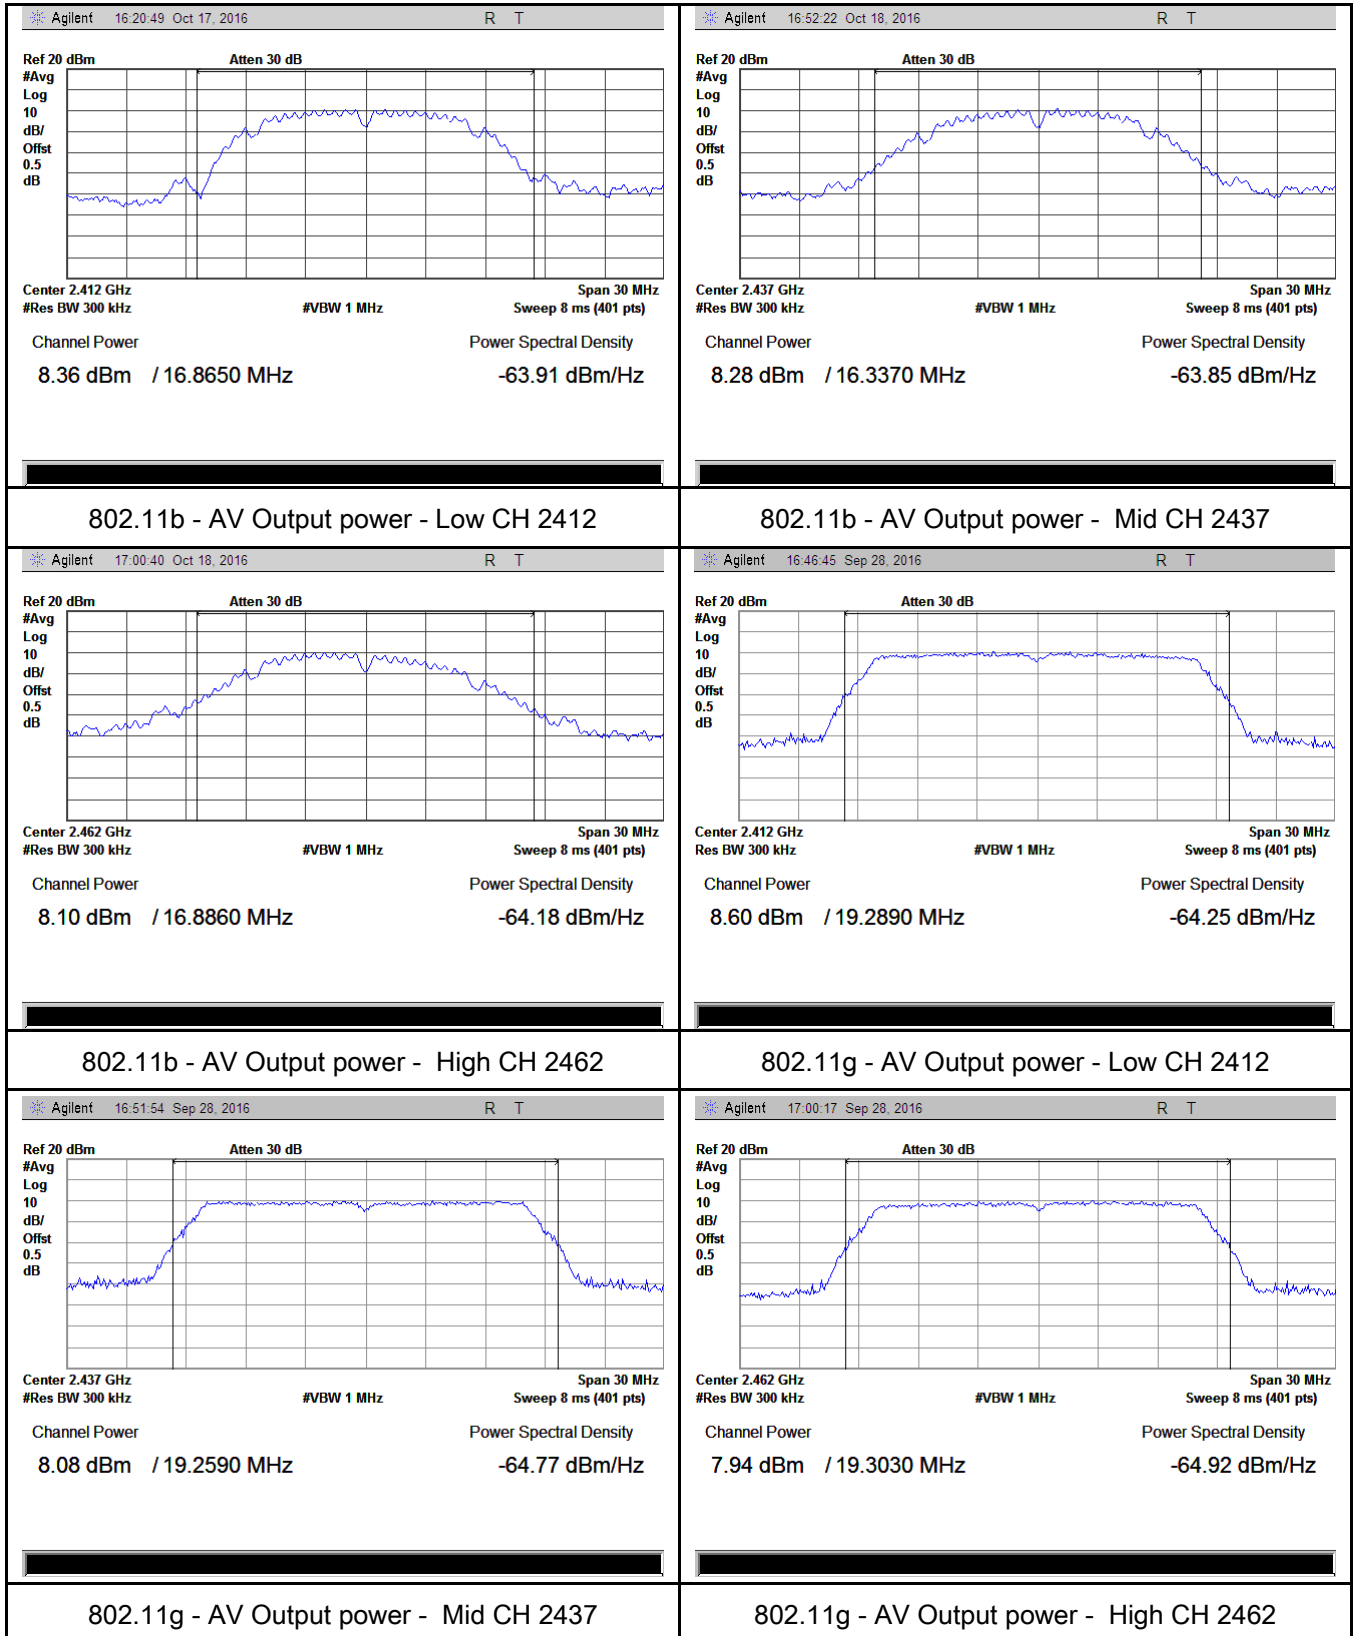 Agilent 16:20:49 Oct 17, 2016 R T
Ref 20 dBm Atten 30 dB
#Avg
Log
10
dB/
Offst
0.5
dB
Center 2.412 GHz Span 30 MHz
#Res BW 300 kHz #VBW 1 MHz Sweep 8 ms (401 pts)
Channel Power Power Spectral Density
8.36 dBm / 16.8650 MHz -63.91 dBm/Hz
802.11b - AV Output power - Low CH 2412
Agilent 16:52:22 Oct 18, 2016 R T
Ref 20 dBm Atten 30 dB
#Avg
Log
10
dB/
Offst
0.5
dB
Center 2.437 GHz Span 30 MHz
#Res BW 300 kHz #VBW 1 MHz Sweep 8 ms (401 pts)
Channel Power Power Spectral Density
8.28 dBm / 16.3370 MHz -63.85 dBm/Hz
802.11b - AV Output power - Mid CH 2437
Agilent 17:00:40 Oct 18, 2016 R T
Ref 20 dBm Atten 30 dB
#Avg
Log
10
dB/
Offst
0.5
dB
Center 2.462 GHz Span 30 MHz
#Res BW 300 kHz #VBW 1 MHz Sweep 8 ms (401 pts)
Channel Power Power Spectral Density
8.10 dBm / 16.8860 MHz -64.18 dBm/Hz
802.11b - AV Output power - High CH 2462
Agilent 16:46:45 Sep 28, 2016 R T
Ref 20 dBm Atten 30 dB
#Avg
Log
10
dB/
Offst
0.5
dB
Center 2.412 GHz Span 30 MHz
Res BW 300 kHz #VBW 1 MHz Sweep 8 ms (401 pts)
Channel Power Power Spectral Density
8.60 dBm / 19.2890 MHz -64.25 dBm/Hz
802.11g - AV Output power - Low CH 2412
Agilent 16:51:54 Sep 28, 2016 R T
Ref 20 dBm Atten 30 dB
#Avg
Log
10
dB/
Offst
0.5
dB
Center 2.437 GHz Span 30 MHz
#Res BW 300 kHz #VBW 1 MHz Sweep 8 ms (401 pts)
Channel Power Power Spectral Density
8.08 dBm / 19.2590 MHz -64.77 dBm/Hz
802.11g - AV Output power - Mid CH 2437
Agilent 17:00:17 Sep 28, 2016 R T
Ref 20 dBm Atten 30 dB
#Avg
Log
10
dB/
Offst
0.5
dB
Center 2.462 GHz Span 30 MHz
#Res BW 300 kHz #VBW 1 MHz Sweep 8 ms (401 pts)
Channel Power Power Spectral Density
7.94 dBm / 19.3030 MHz -64.92 dBm/Hz
802.11g - AV Output power - High CH 2462